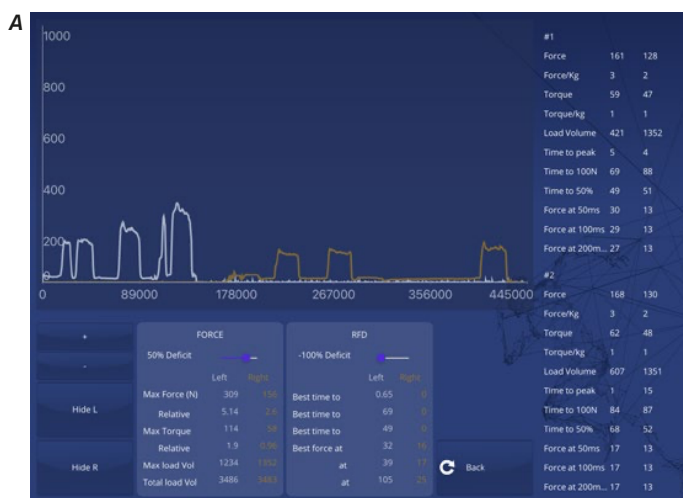 A
1000
800
600
400
200
0
0 89000 178000 267000 356000 445000
#1
Force 161 128
Force/Kg 3 2
Torque 59 47
Torque/kg 1 1
Load Volume 421 1352
Time to peak 5 4
Time to 100N 69 88
Time to 50% 49 51
Force at 50ms 30 13
Force at 100ms 29 13
Force at 200m... 27 13
#2
Force 168 130
Force/Kg 3 2
Torque 62 48
Torque/kg 1 1
Load Volume 607 1351
Time to peak 1 15
Time to 100N 84 87
Time to 50% 68 52
Force at 50ms 17 13
Force at 100ms 17 13
Force at 200m... 17 13
+
-
Hide L
Hide R
FORCE
50% Deficit
Left Right
Max Force (N) 309 156
Relative 5.14 2.6
Max Torque 114 58
Relative 1.9 0.96
Max load Vol 1234 1352
Total load Vol 3486 5483
RFD
-100% Deficit
Left Right
Best time to 0.65 0
Best time to 69 0
Best time to 49 0
Best force at 32 16
at 39 17
at 105 25
Back